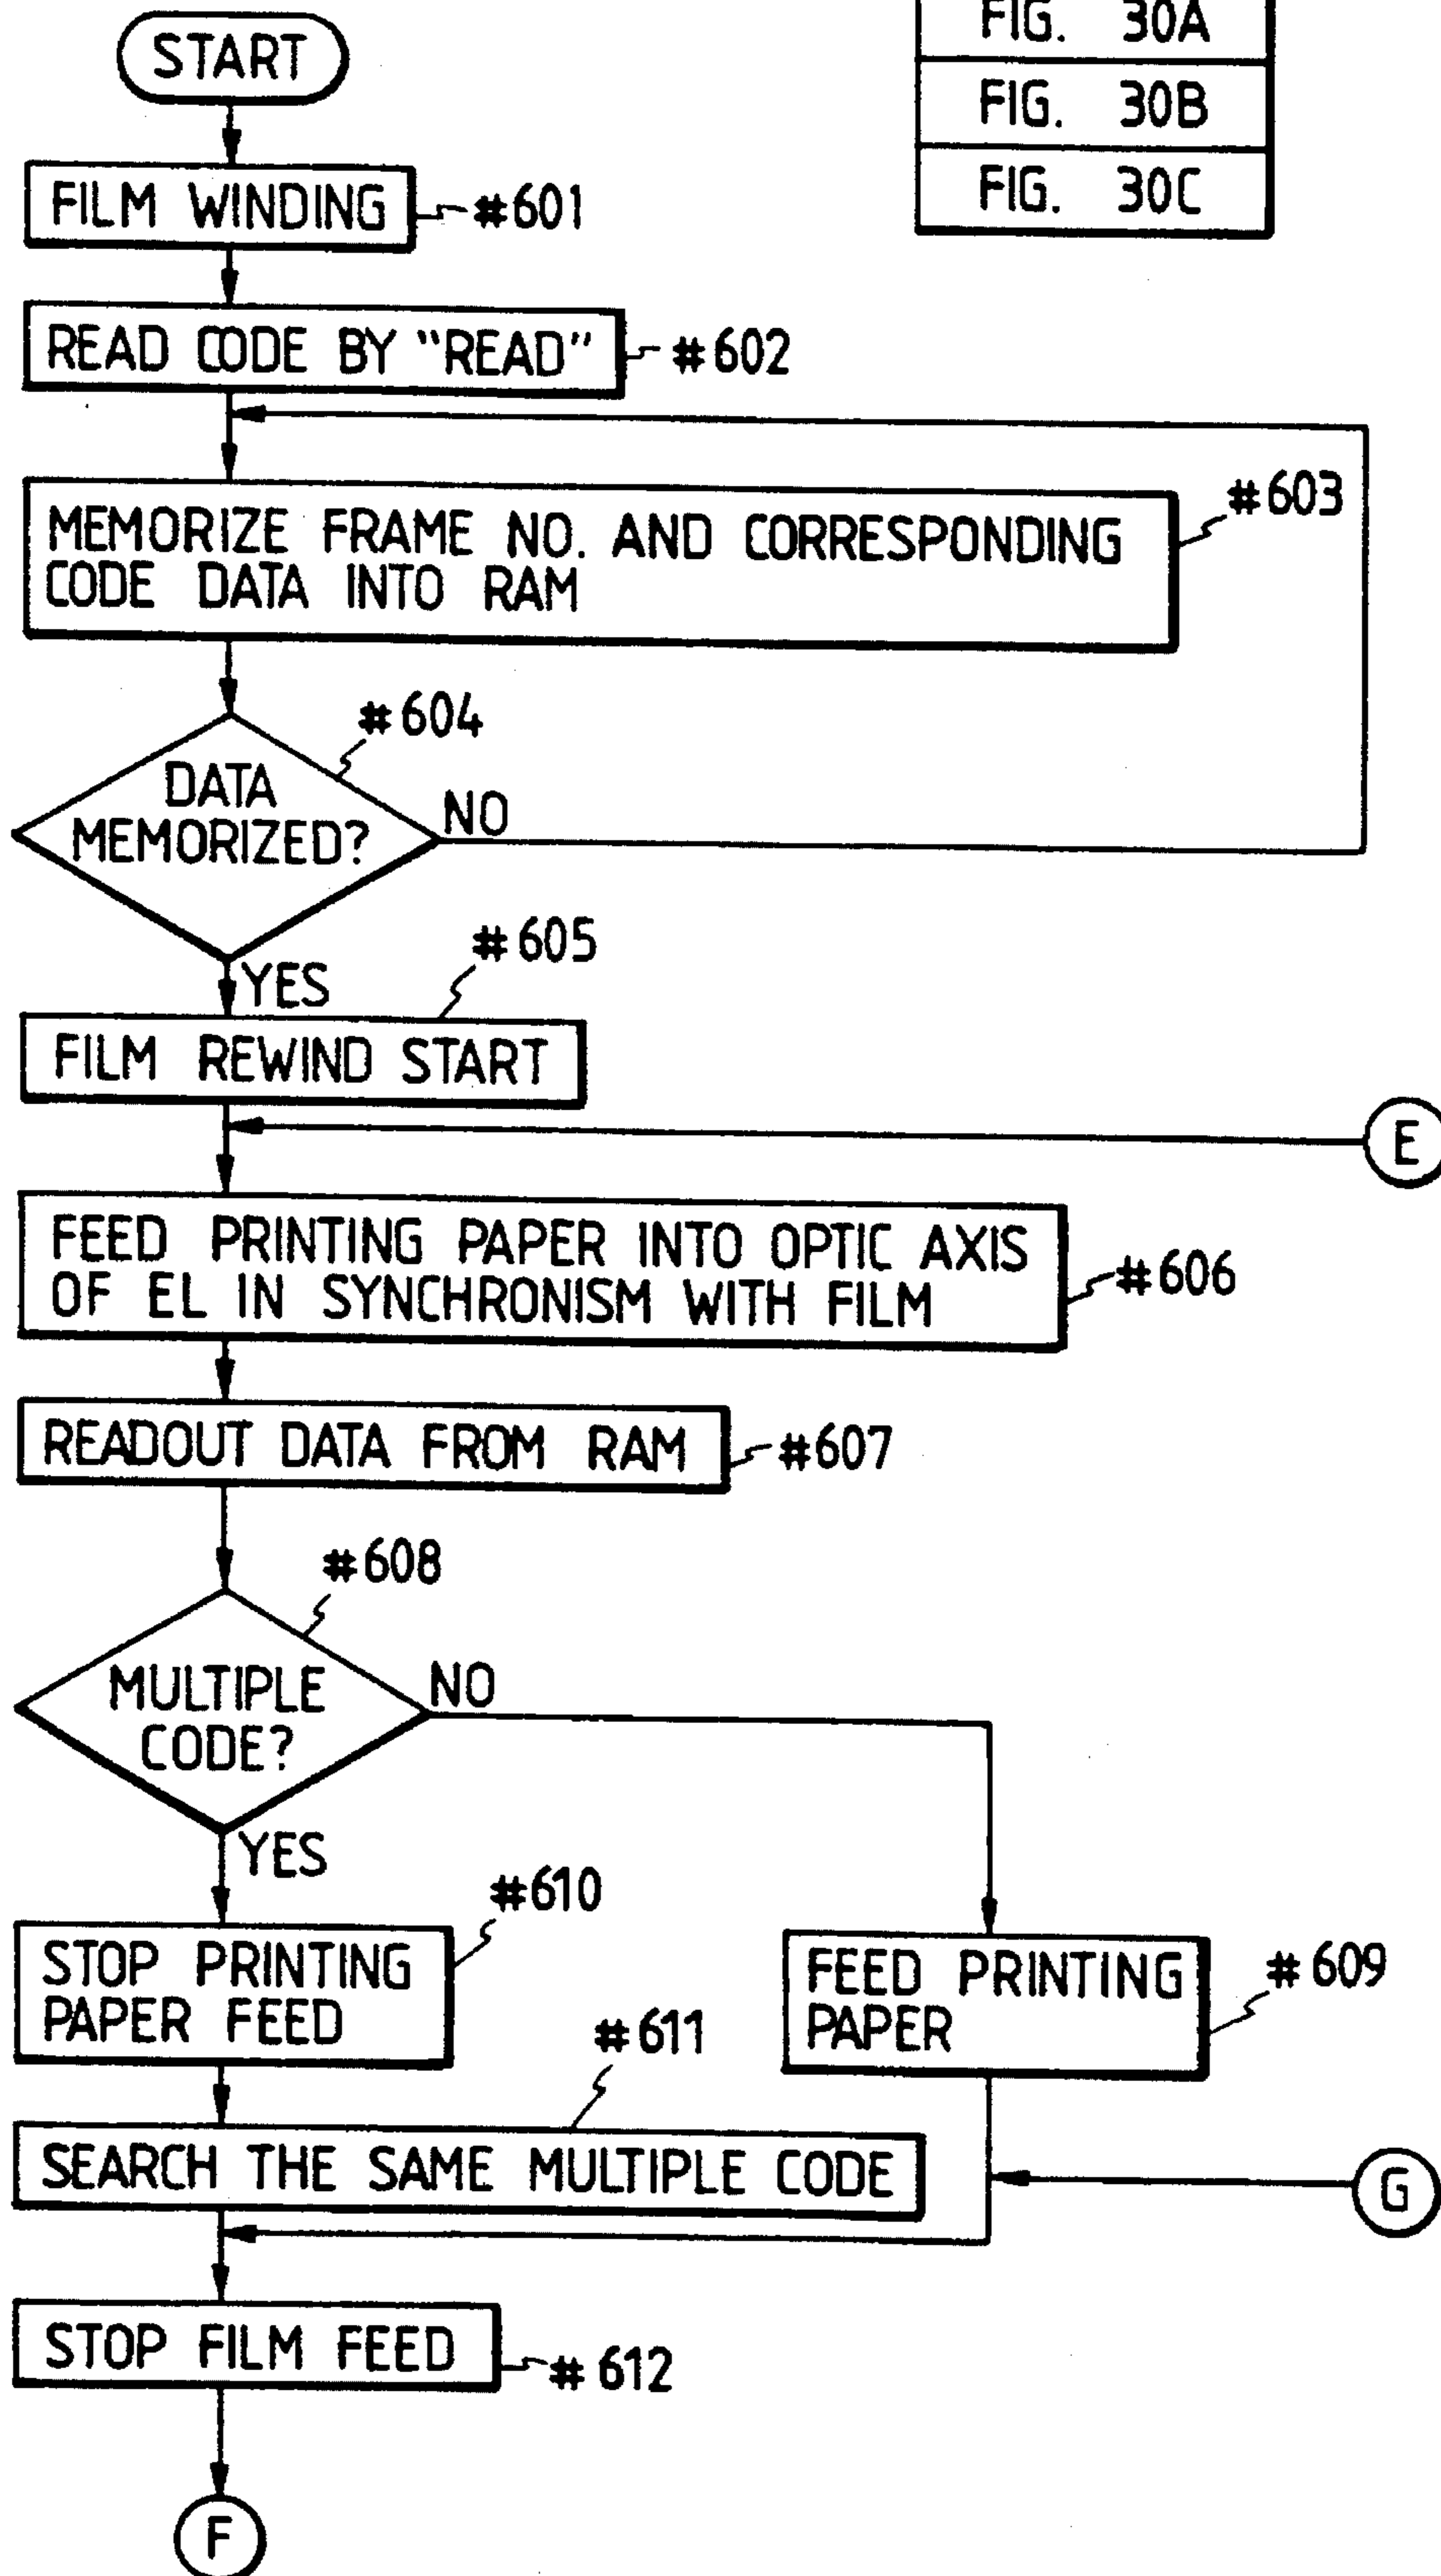 FIG. 30A
FIG. 30B
FIG. 30C
START
FILM WINDING
#601
READ CODE BY "READ"
#602
MEMORIZE FRAME NO. AND CORRESPONDING
CODE DATA INTO RAM
#603
#604
DATA
MEMORIZED?
NO
YES
#605
FILM REWIND START
E
FEED PRINTING PAPER INTO OPTIC AXIS
OF EL IN SYNCHRONISM WITH FILM
#606
READOUT DATA FROM RAM
#607
#608
MULTIPLE
CODE?
NO
YES
#610
STOP PRINTING
PAPER FEED
FEED PRINTING
PAPER
#609
#611
SEARCH THE SAME MULTIPLE CODE
G
STOP FILM FEED
#612
F